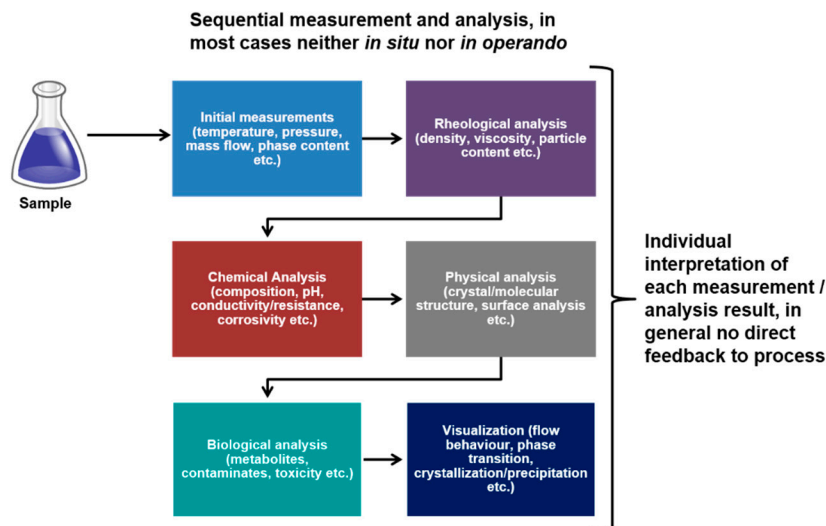 Sequential measurement and analysis, in
most cases neither in situ nor in operando
Sample
Initial measurements
(temperature, pressure,
mass flow, phase content
etc.)
Rheological analysis
(density, viscosity, particle
content etc.)
Chemical Analysis
(composition, pH,
conductivity/resistance,
corrosivity etc.)
Physical analysis
(crystal/molecular
structure, surface analysis
etc.)
Biological analysis
(metabolites,
contaminates, toxicity etc.)
Visualization (flow
behaviour, phase
transition,
crystallization/precipitation
etc.)
Individual
interpretation of
each measurement /
analysis result, in
general no direct
feedback to process